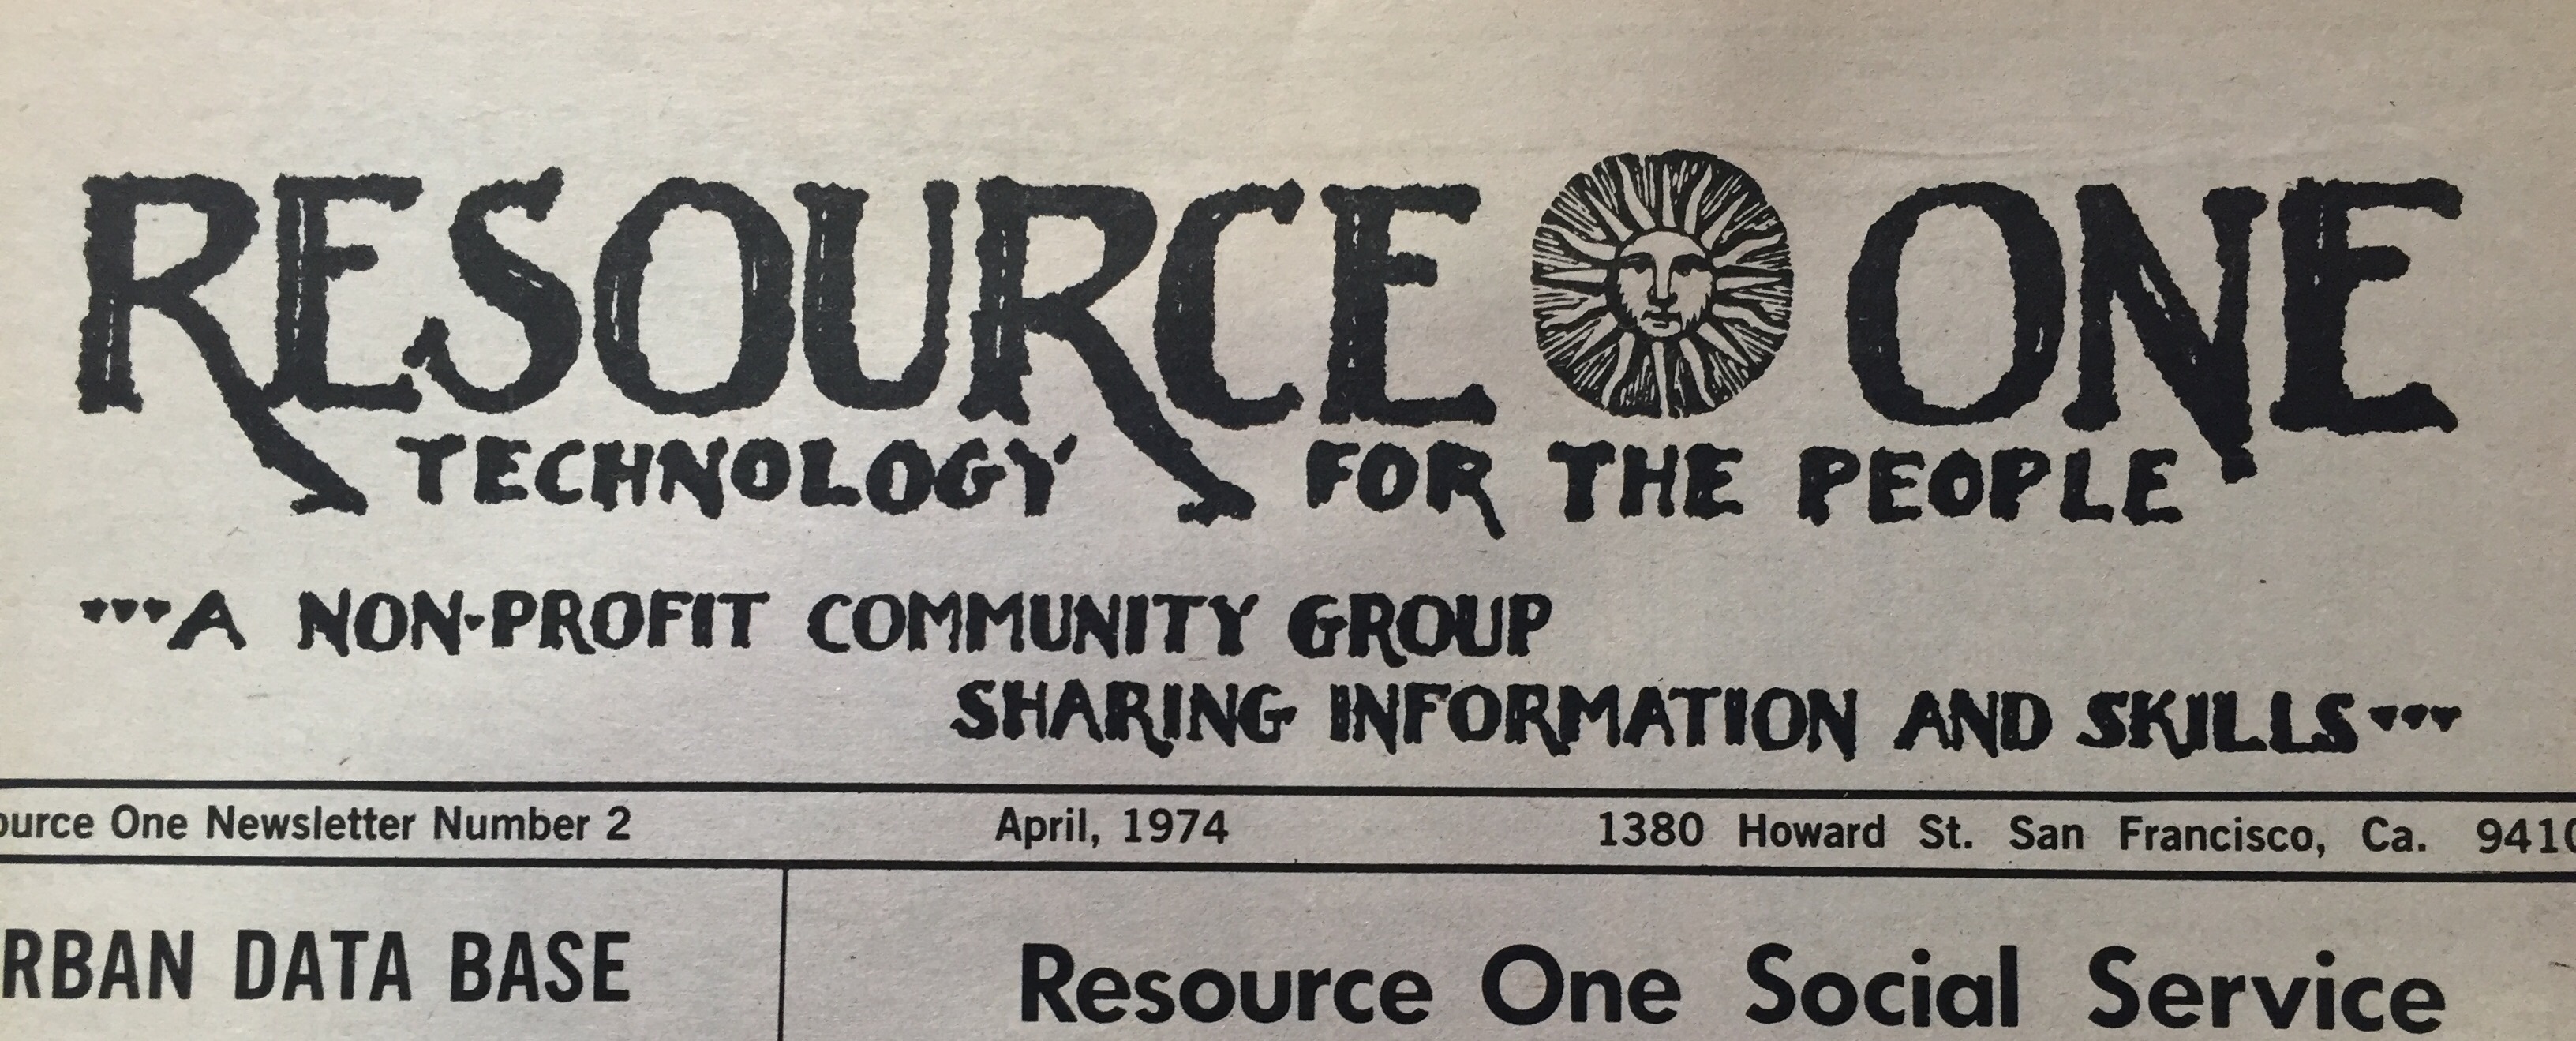 RESOURCE ONE
TECHNOLOGY FOR THE PEOPLE
...A NON-PROFIT COMMUNITY GROUP
SHARING INFORMATION AND SKILLS...
ource One Newsletter Number 2 April, 1974 1380 Howard St. San Francisco, Ca. 9410
RBAN DATA BASE
Resource One Social Service